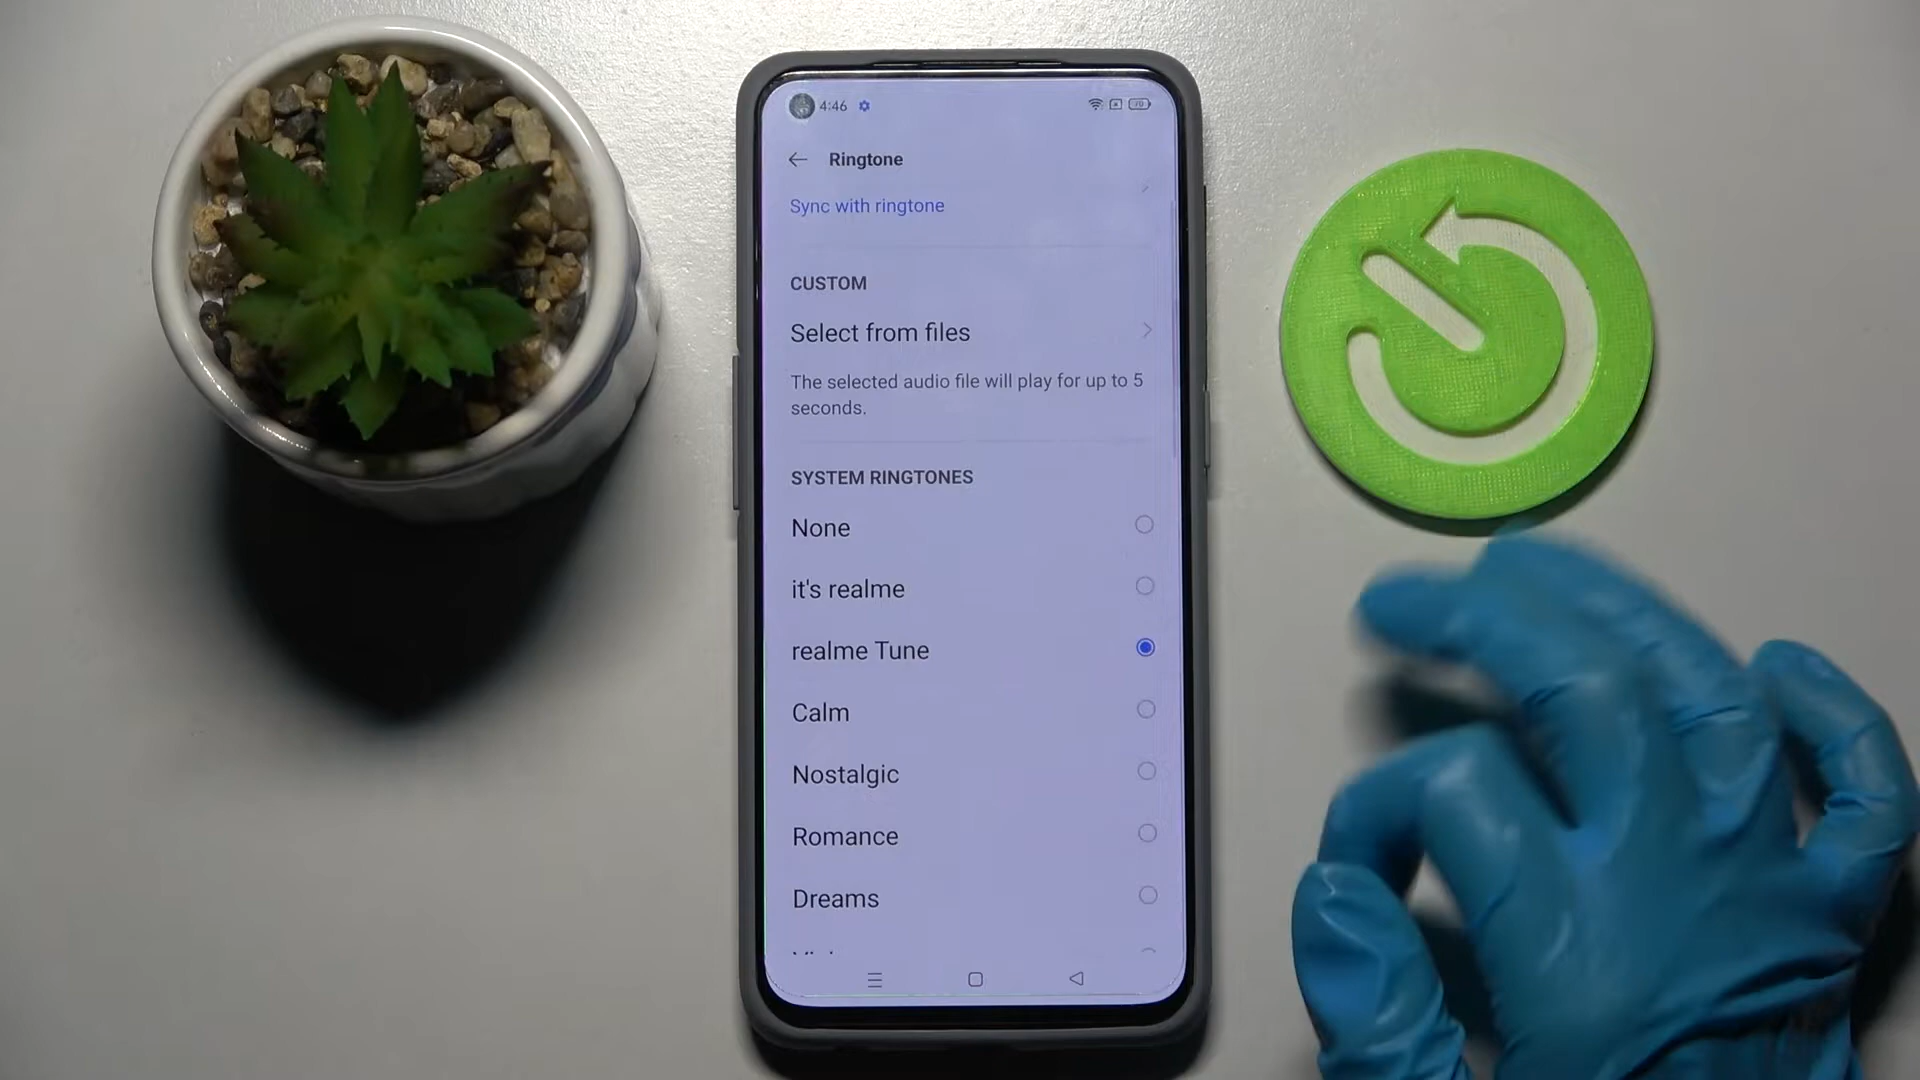 4:46
70
Ringtone
Sync with ringtone
CUSTOM
Select from files
The selected audio file will play for up to 5
seconds.
SYSTEM RINGTONES
None
it's realme
realme Tune
Calm
Nostalgic
Romance
Dreams